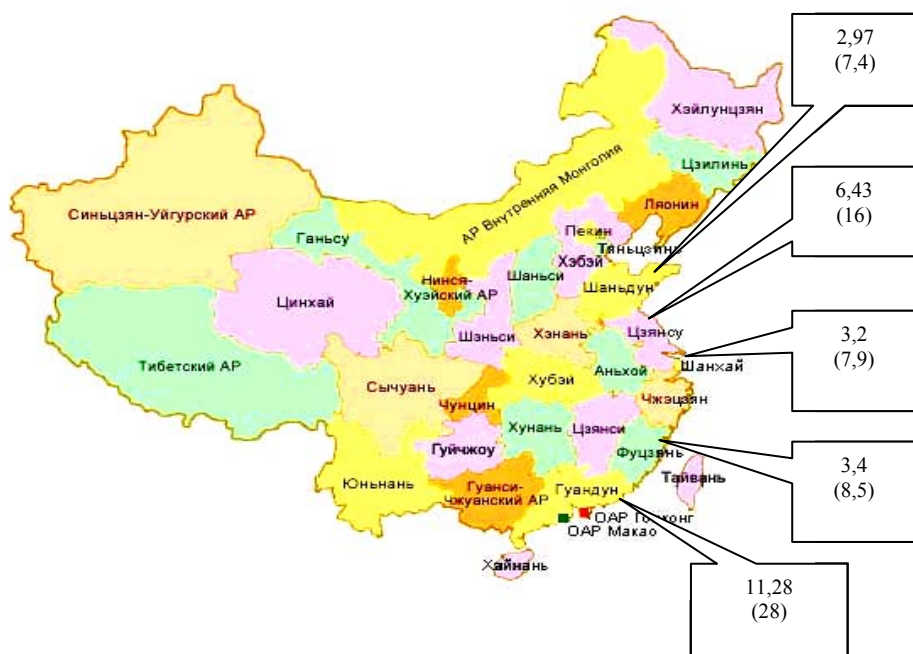 2,97
(7,4)
Хэйлунцзян
Цзилинь
АР Внутренняя Монголия
Ляонин
6,43
(16)
Синьцзян-Уйгурский АР
Ганьсу
Пекин
Тяньцзинь
Хэбэй
Шаньси
Нинся-
Хуэйский АР
Цинхай
Шаньдун
Шэньси
Хэнань
Цзянсу
3,2
(7,9)
Шанхай
Тибетский АР
Сычуань
Хубэй
Аньхой
Чжэцзян
Чунцин
Хунань
Цзянси
Гуйчжоу
Фуцзянь
3,4
(8,5)
Тайвань
Юньнань
Гуанси-
Чжуанский АР
Гуандун
ОАР Гонконг
ОАР Макао
Хайнань
11,28
(28)